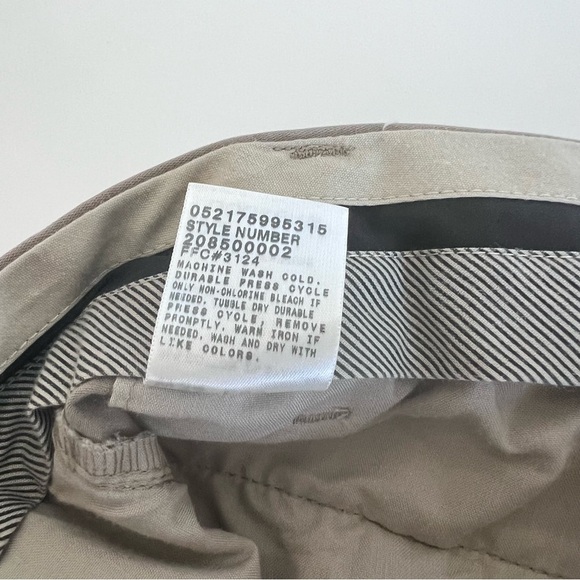 052175995315
STYLE NUMBER
208500002
FFC#3124
MACHINE WASH COLD.
DURABLE PRESS CYCLE
ONLY NON-CHLORINE BLEACH IF
NEEDED. TUMBLE DRY DURABLE
PRESS CYCLE, REMOVE
PROMPTLY. WARM IRON IF
NEEDED. WASH AND DRY WITH
LIKE COLORS.